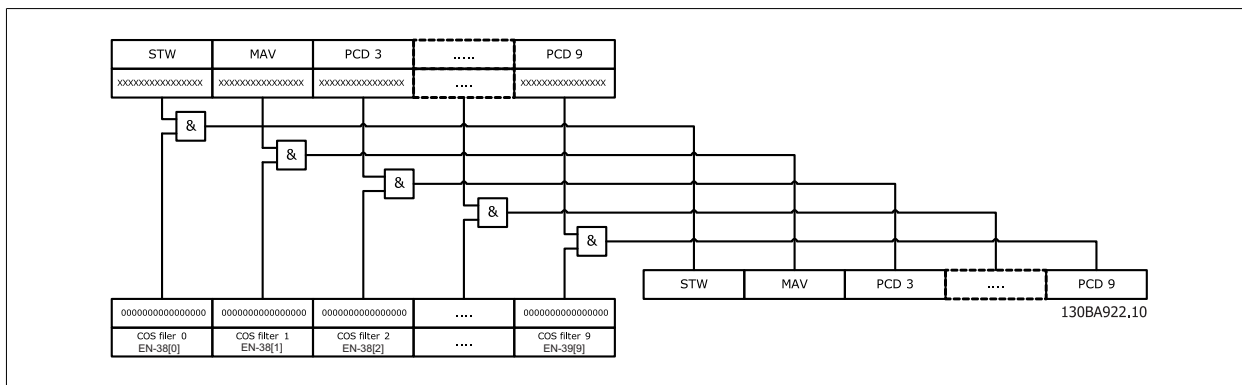 STW MAV PCD 3 ..... PCD 9
XXXXXXXXXXXXXXXX XXXXXXXXXXXXXXXX XXXXXXXXXXXXXXXX .... XXXXXXXXXXXXXXXX
&
&
&
&
&
STW MAV PCD 3 .... PCD 9
130BA922.10
0000000000000000 0000000000000000 0000000000000000 .... 0000000000000000
COS filer 0 COS filter 1 COS filter 2 .... COS filter 9
EN-38[0] EN-38[1] EN-38[2] EN-39[9]